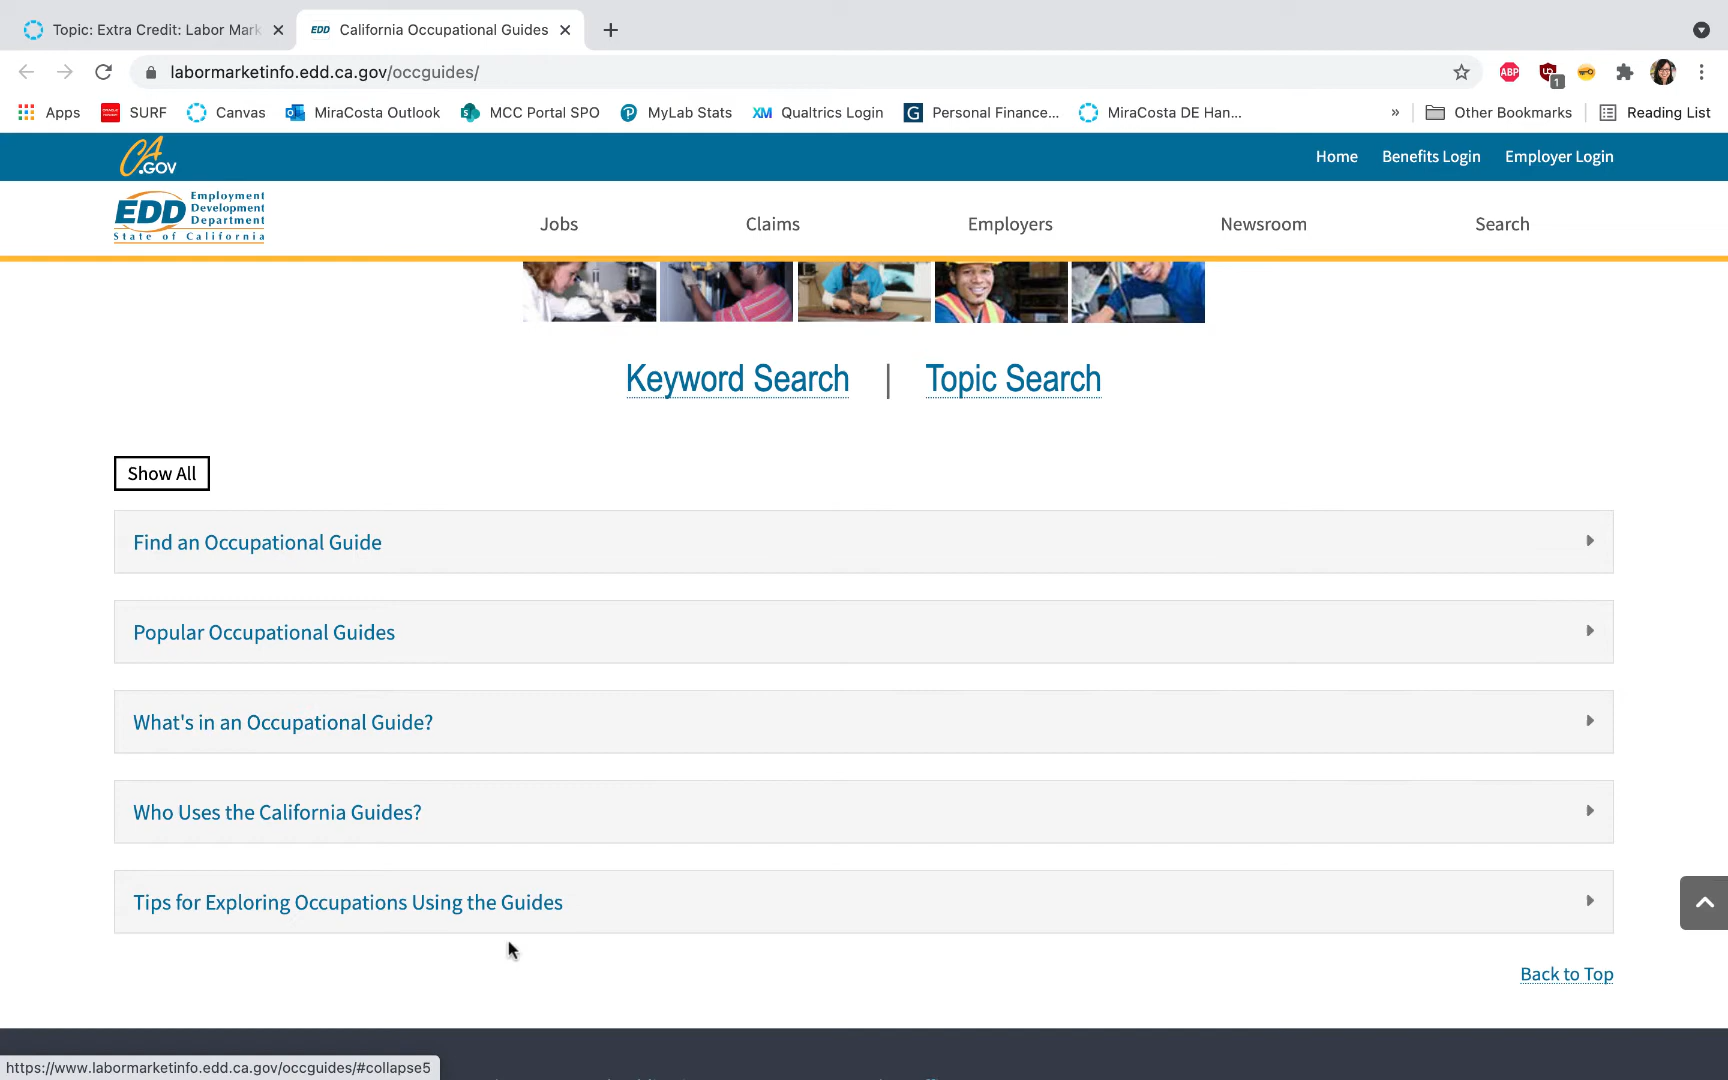 Topic: Extra Credit: Labor Mark
EDD California Occupational Guides
labormarketinfo.edd.ca.gov/occguides/
ABP
1
Apps SURF Canvas MiraCosta Outlook MCC Portal SPO MyLab Stats XM Qualtrics Login G Personal Finance... MiraCosta DE Han... » Other Bookmarks Reading List
CA
.GOV
Home Benefits Login Employer Login
EDD Employment
Development
Department
State of California
Jobs Claims Employers Newsroom Search
Keyword Search | Topic Search
Show All
Find an Occupational Guide
Popular Occupational Guides
What's in an Occupational Guide?
Who Uses the California Guides?
Tips for Exploring Occupations Using the Guides
Back to Top
https://www.labormarketinfo.edd.ca.gov/occguides/#collapse5